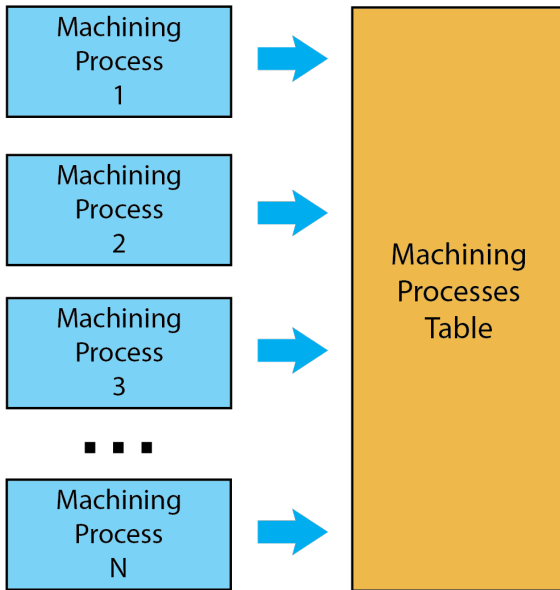 Machining
Process
1
Machining
Process
2
Machining
Process
3
...
Machining
Process
N
Machining
Processes
Table